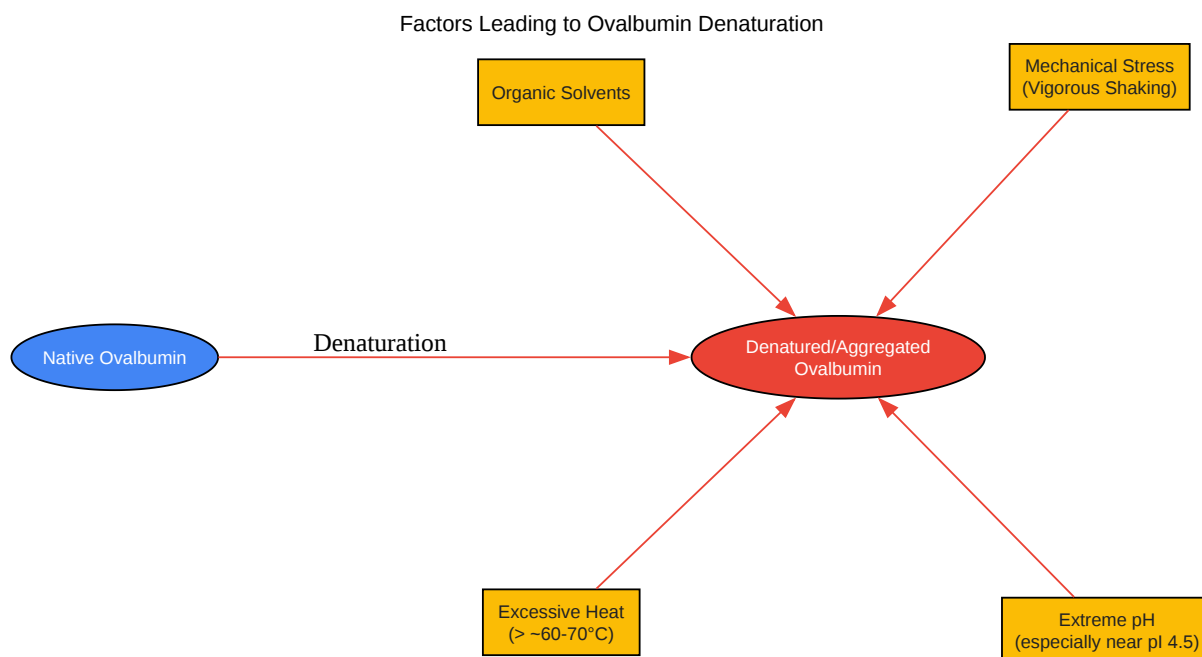 Factors Leading to Ovalbumin Denaturation
Organic Solvents
Mechanical Stress
(Vigorous Shaking)
Native Ovalbumin
Denaturation
Denatured/Aggregated
Ovalbumin
Excessive Heat
(> ~60-70°C)
Extreme pH
(especially near pI 4.5)